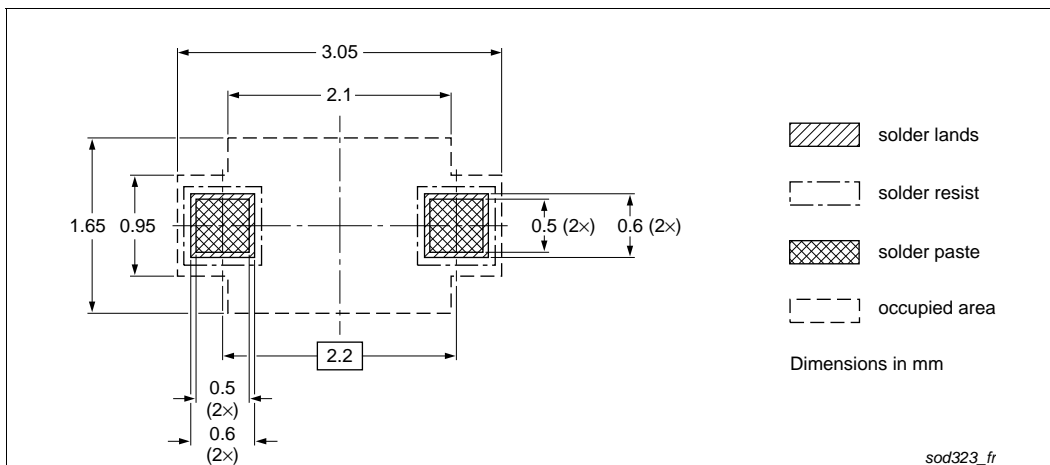 3.05
2.1
solder lands
solder resist
1.65 0.95
0.5 (2×) 0.6 (2×)
solder paste
occupied area
2.2
Dimensions in mm
0.5
(2×)
0.6
(2×)
sod323_fr